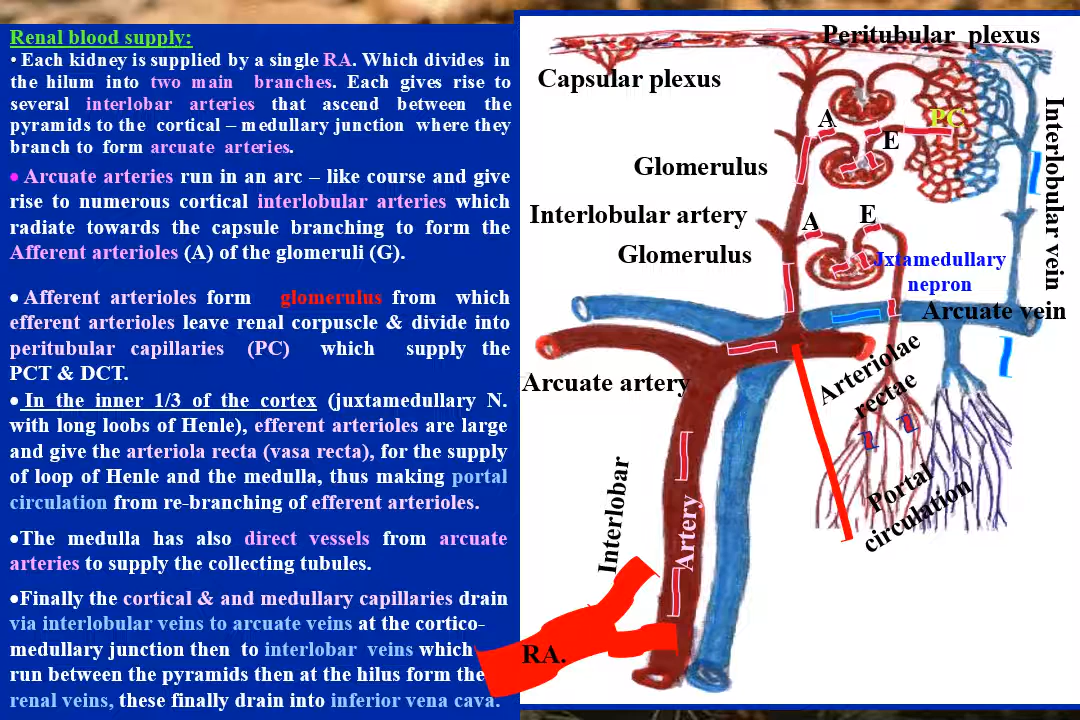 Renal blood supply:
• Each kidney is supplied by a single RA. Which divides in
the hilum into two main branches. Each gives rise to
several interlobar arteries that ascend between the
pyramids to the cortical – medullary junction where they
branch to form arcuate arteries.
• Arcuate arteries run in an arc – like course and give
rise to numerous cortical interlobular arteries which
radiate towards the capsule branching to form the
Afferent arterioles (A) of the glomeruli (G).
• Afferent arterioles form glomerulus from which
efferent arterioles leave renal corpuscle & divide into
peritubular capillaries (PC) which supply the
PCT & DCT.
• In the inner 1/3 of the cortex (juxtamedullary N.
with long loobs of Henle), efferent arterioles are large
and give the arteriola recta (vasa recta), for the supply
of loop of Henle and the medulla, thus making portal
circulation from re-branching of efferent arterioles.
•The medulla has also direct vessels from arcuate
arteries to supply the collecting tubules.
•Finally the cortical & and medullary capillaries drain
via interlobular veins to arcuate veins at the cortico-
medullary junction then to interlobar veins which
run between the pyramids then at the hilus form the
renal veins, these finally drain into inferior vena cava.
Peritubular plexus
Capsular plexus
A
PC
E
Glomerulus
Interlobular vein
Interlobular artery
A
E
Glomerulus
Jxtamedullary
nepron
Arcuate vein
Arcuate artery
Arteriolae
rectae
Portal
circulation
Interlobar
Artery
RA.